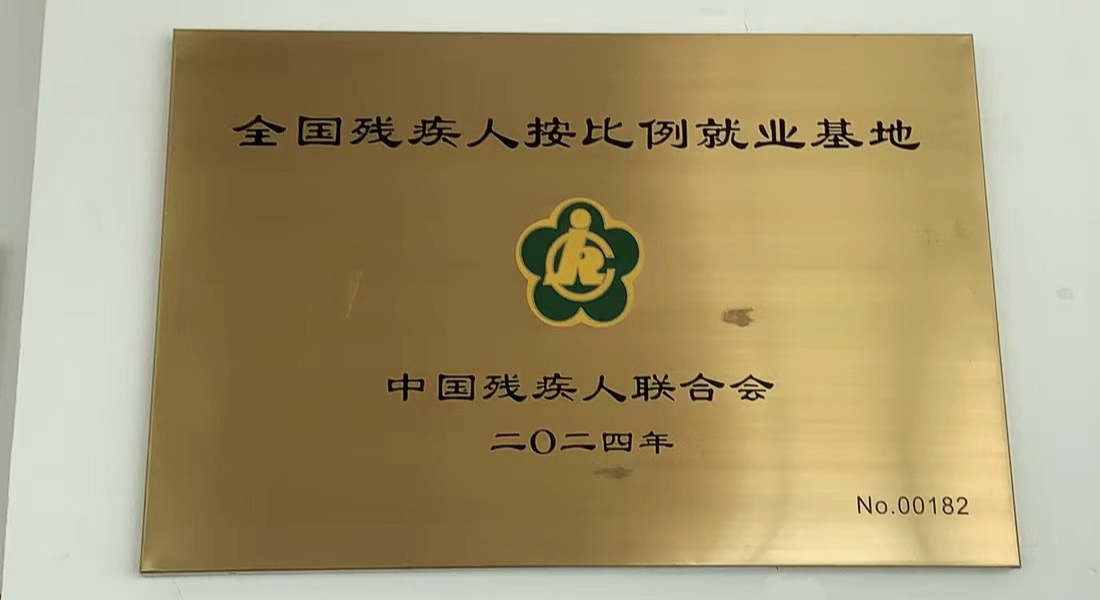 全国残疾人按比例就业基地
中国残疾人联合会
二〇二四年
No.00182